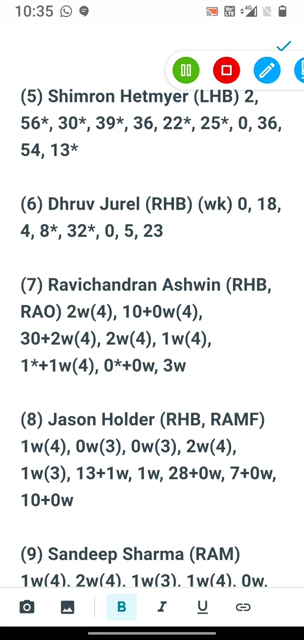 10:35
(5) Shimron Hetmyer (LHB) 2,
56*, 30*, 39*, 36, 22*, 25*, 0, 36,
54, 13*
(6) Dhruv Jurel (RHB) (wk) 0, 18,
4, 8*, 32*, 0, 5, 23
(7) Ravichandran Ashwin (RHB,
RAO) 2w(4), 10+0w(4),
30+2w(4), 2w(4), 1w(4),
1*+1w(4), 0*+0w, 3w
(8) Jason Holder (RHB, RAMF)
1w(4), 0w(3), 0w(3), 2w(4),
1w(3), 13+1w, 1w, 28+0w, 7+0w,
10+0w
(9) Sandeep Sharma (RAM)
1w(4), 2w(4), 1w(3), 1w(4), 0w,
B I U